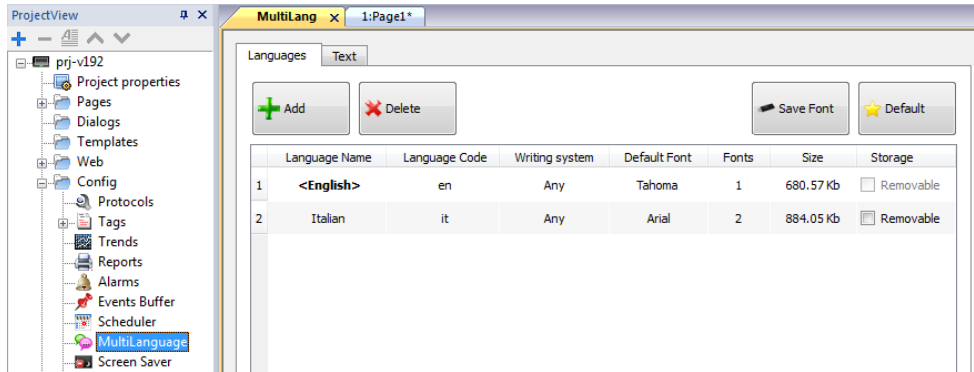 ProjectView
prj-v192
Project properties
Pages
Dialogs
Templates
Web
Config
Protocols
Tags
Trends
Reports
Alarms
Events Buffer
Scheduler
MultiLanguage
Screen Saver
MultiLang 1:Page1*
Languages Text
Add Delete Save Font Default
Language Name Language Code Writing system Default Font Fonts Size Storage
1 <English> en Any Tahoma 1 680.57 Kb Removable
2 Italian it Any Arial 2 884.05 Kb Removable